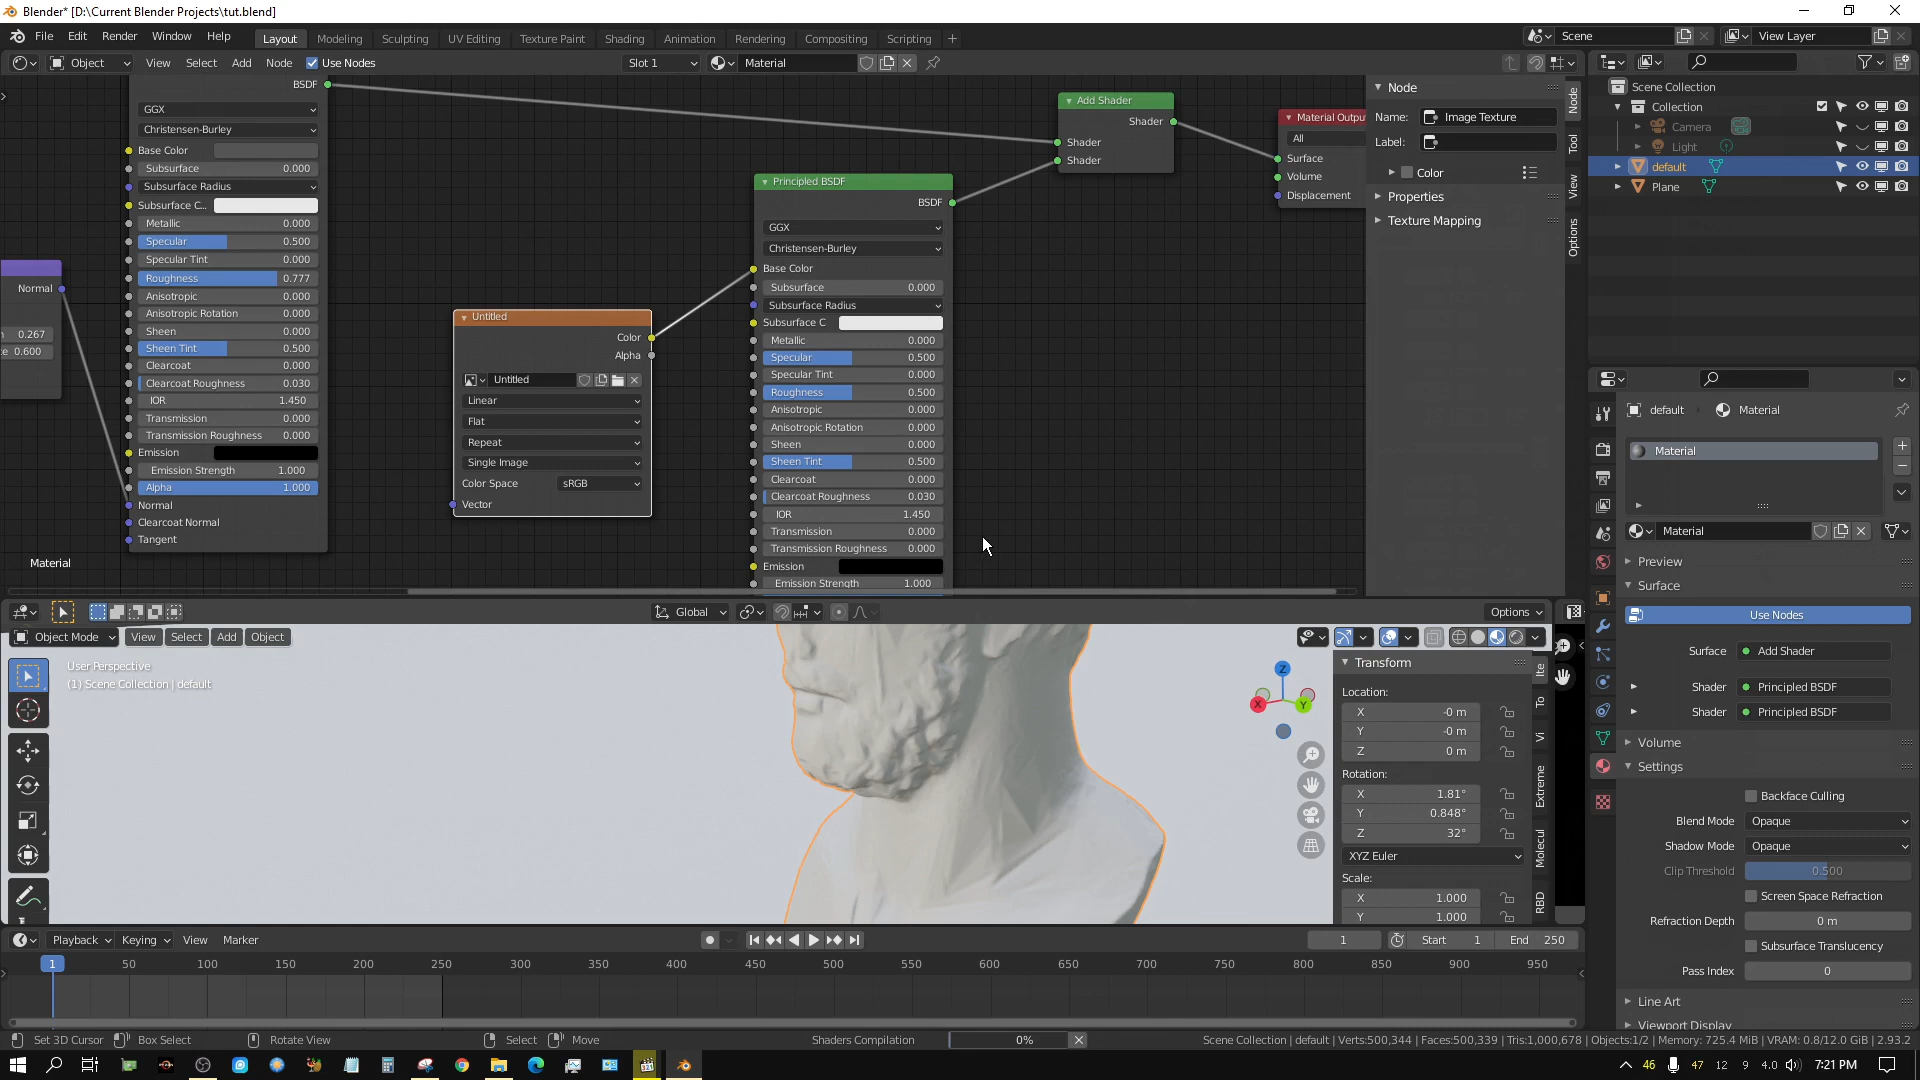 Blender* [D:\Current Blender Projects\tut.blend]
File Edit Render Window Help Layout Modeling Sculpting UV Editing Texture Paint Shading Animation Rendering Compositing Scripting + Scene View Layer
Object View Select Add Node Use Nodes Slot 1 Material
BSDF
GGX
Christensen-Burley
Base Color
Subsurface 0.000
Subsurface Radius
Subsurface C..
Metallic 0.000
Specular 0.500
Specular Tint 0.000
Roughness 0.777
Anisotropic 0.000
Anisotropic Rotation 0.000
Sheen 0.000
Sheen Tint 0.500
Clearcoat 0.000
Clearcoat Roughness 0.030
IOR 1.450
Transmission 0.000
Transmission Roughness 0.000
Emission
Emission Strength 1.000
Alpha 1.000
Normal
Clearcoat Normal
Tangent
Normal
0.267
0.600
Material
Untitled
Color
Alpha
Untitled
Linear
Flat
Repeat
Single Image
Color Space sRGB
Vector
Principled BSDF
BSDF
GGX
Christensen-Burley
Base Color
Subsurface 0.000
Subsurface Radius
Subsurface C
Metallic 0.000
Specular 0.500
Specular Tint 0.000
Roughness 0.500
Anisotropic 0.000
Anisotropic Rotation 0.000
Sheen 0.000
Sheen Tint 0.500
Clearcoat 0.000
Clearcoat Roughness 0.030
IOR 1.450
Transmission 0.000
Transmission Roughness 0.000
Emission
Emission Strength 1.000
Add Shader
Shader
Shader
Shader
Material Outpu
All
Surface
Volume
Displacement
Node
Name: Image Texture
Label:
Color
Properties
Texture Mapping
Node
Tool
View
Options
Scene Collection
Collection
Camera
Light
default
Plane
default Material
Material
Material
Preview
Surface
Use Nodes
Surface Add Shader
Shader Principled BSDF
Shader Principled BSDF
Volume
Settings
Backface Culling
Blend Mode Opaque
Shadow Mode Opaque
Clip Threshold 0.500
Screen Space Refraction
Refraction Depth 0 m
Subsurface Translucency
Pass Index 0
Line Art
Viewport Display
Global Options
Object Mode View Select Add Object
User Perspective
(1) Scene Collection | default
Z
X
Y
Transform
Location:
X -0 m
Y -0 m
Z 0 m
Rotation:
X 1.81°
Y 0.848°
Z 32°
XYZ Euler
Scale:
X 1.000
Y 1.000
Ite
To
Vi
Extreme
Molecul
RBD
Playback Keying View Marker 1 Start 1 End 250
1 50 100 150 200 250 300 350 400 450 500 550 600 650 700 750 800 850 900 950
Set 3D Cursor Box Select Rotate View Select Move Shaders Compilation 0% Scene Collection | default | Verts:500,344 | Faces:500,339 | Tris:1,000,678 | Objects:1/2 | Memory: 725.4 MiB | VRAM: 0.8/12.0 GiB | 2.93.2
46 47 12 9 4.0 7:21 PM